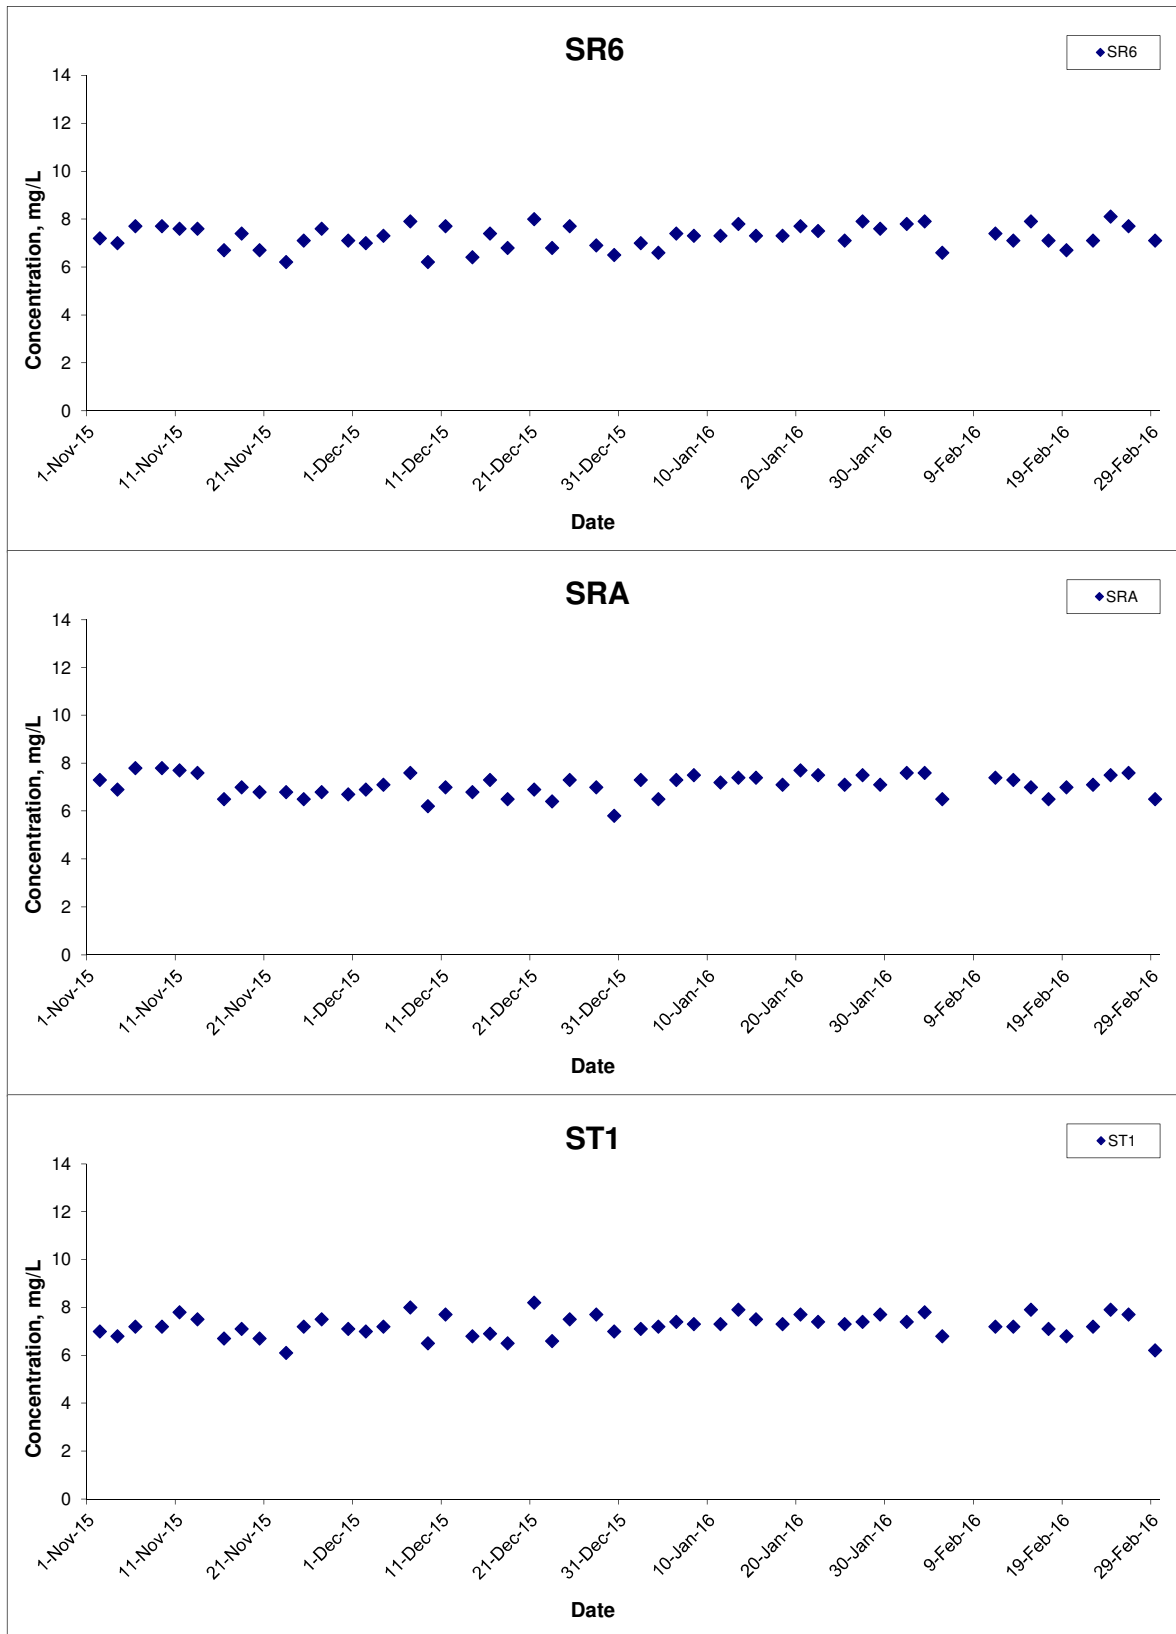 SR6
SR6
14
12
10
8
6
4
2
0
Concentration, mg/L
1-Nov-15
11-Nov-15
21-Nov-15
1-Dec-15
11-Dec-15
21-Dec-15
31-Dec-15
10-Jan-16
20-Jan-16
30-Jan-16
9-Feb-16
19-Feb-16
29-Feb-16
Date
SRA
SRA
14
12
10
8
6
4
2
0
Concentration, mg/L
1-Nov-15
11-Nov-15
21-Nov-15
1-Dec-15
11-Dec-15
21-Dec-15
31-Dec-15
10-Jan-16
20-Jan-16
30-Jan-16
9-Feb-16
19-Feb-16
29-Feb-16
Date
ST1
ST1
14
12
10
8
6
4
2
0
Concentration, mg/L
1-Nov-15
11-Nov-15
21-Nov-15
1-Dec-15
11-Dec-15
21-Dec-15
31-Dec-15
10-Jan-16
20-Jan-16
30-Jan-16
9-Feb-16
19-Feb-16
29-Feb-16
Date